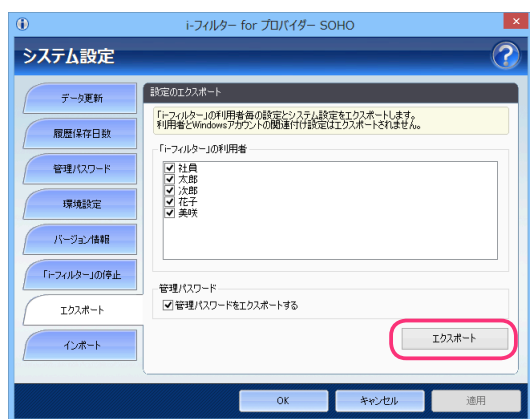 i-フィルター for プロバイダー SOHO
システム設定
データ更新
履歴保存日数
管理パスワード
環境設定
バージョン情報
「i-フィルター」の停止
エクスポート
インポート
設定のエクスポート
「i-フィルター」の利用者毎の設定とシステム設定をエクスポートします。
利用者とWindowsアカウントの関連付け設定はエクスポートされません。
「i-フィルター」の利用者
社員
太郎
次郎
花子
美咲
管理パスワード
管理パスワードをエクスポートする
エクスポート
OK
キャンセル
適用